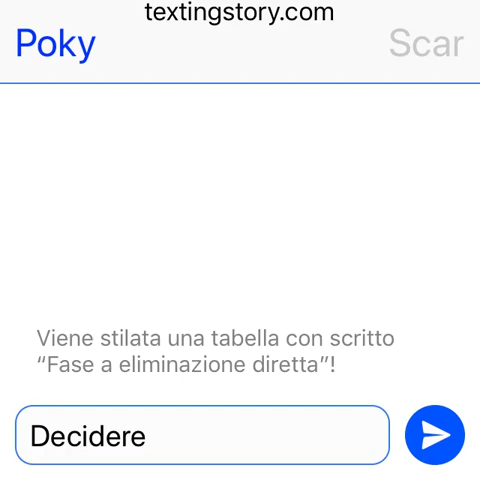 textingstory.com
Poky
Scar
Viene stilata una tabella con scritto
“Fase a eliminazione diretta”!
Decidere